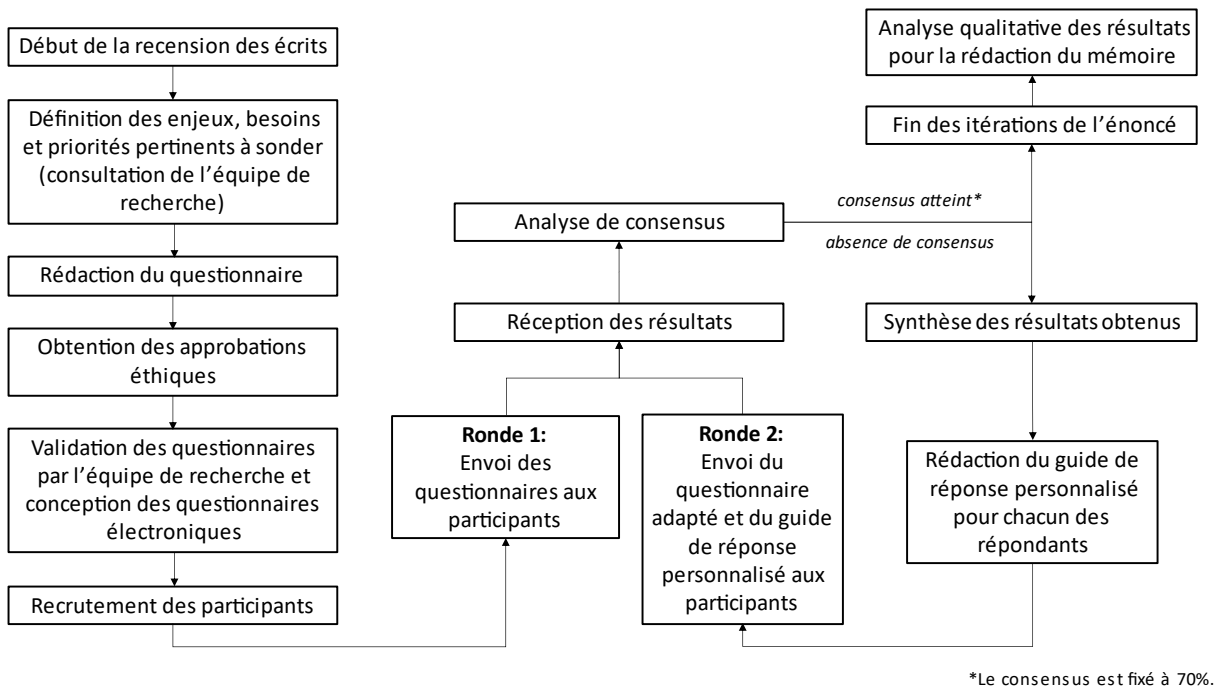 Début de la recension des écrits
Définition des enjeux, besoins
et priorités pertinents à sonder
(consultation de l'équipe de
recherche)
Rédaction du questionnaire
Obtention des approbations
éthiques
Validation des questionnaires
par l'équipe de recherche et
conception des questionnaires
électroniques
Recrutement des participants
Ronde 1:
Envoi des
questionnaires aux
participants
Ronde 2:
Envoi du
questionnaire
adapté et du guide
de réponse
personnalisé aux
participants
Réception des résultats
Analyse de consensus
consensus atteint*
absence de consensus
Analyse qualitative des résultats
pour la rédaction du mémoire
Fin des itérations de l'énoncé
Synthèse des résultats obtenus
Rédaction du guide de
réponse personnalisé
pour chacun des
répondants
*Le consensus est fixé à 70%.